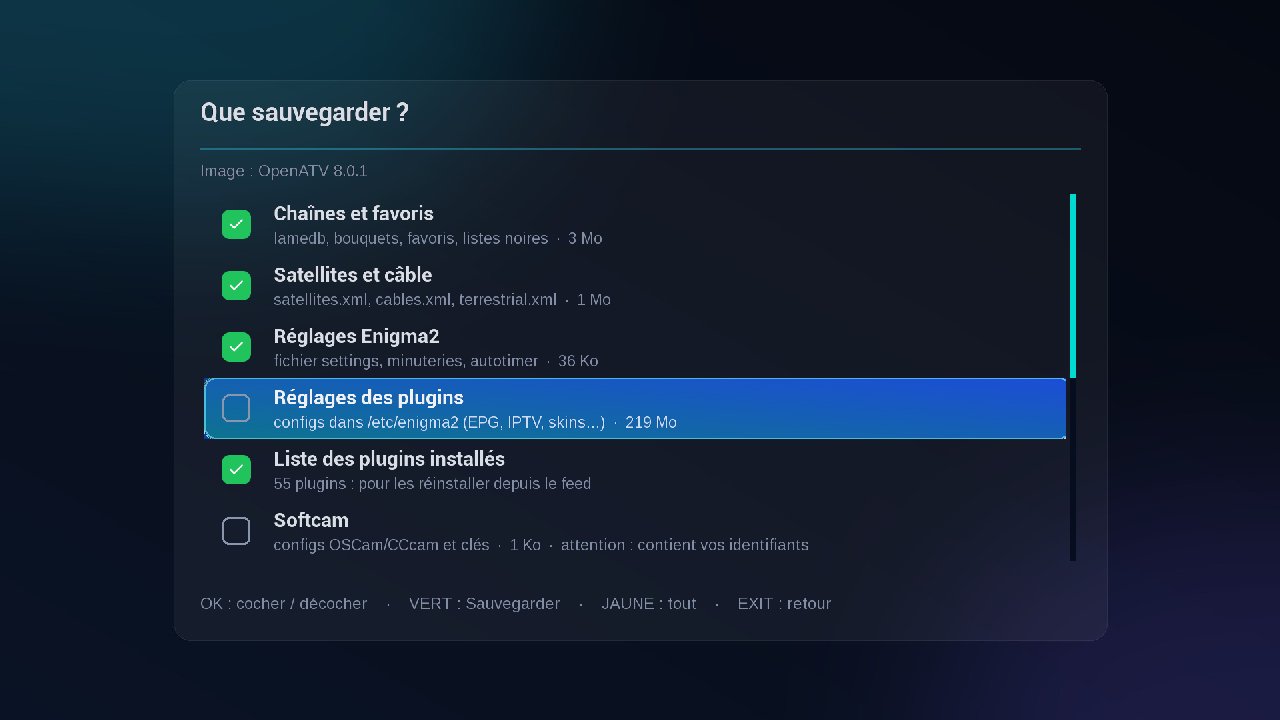 Que sauvegarder ?
Image : OpenATV 8.0.1
Chaînes et favoris
lamedb, bouquets, favoris, listes noires · 3 Mo
Satellites et câble
satellites.xml, cables.xml, terrestrial.xml · 1 Mo
Réglages Enigma2
fichier settings, minuteries, autotimer · 36 Ko
Réglages des plugins
configs dans /etc/enigma2 (EPG, IPTV, skins...) · 219 Mo
Liste des plugins installés
55 plugins : pour les réinstaller depuis le feed
Softcam
configs OSCam/CCcam et clés · 1 Ko · attention : contient vos identifiants
OK : cocher / décocher · VERT : Sauvegarder · JAUNE : tout · EXIT : retour